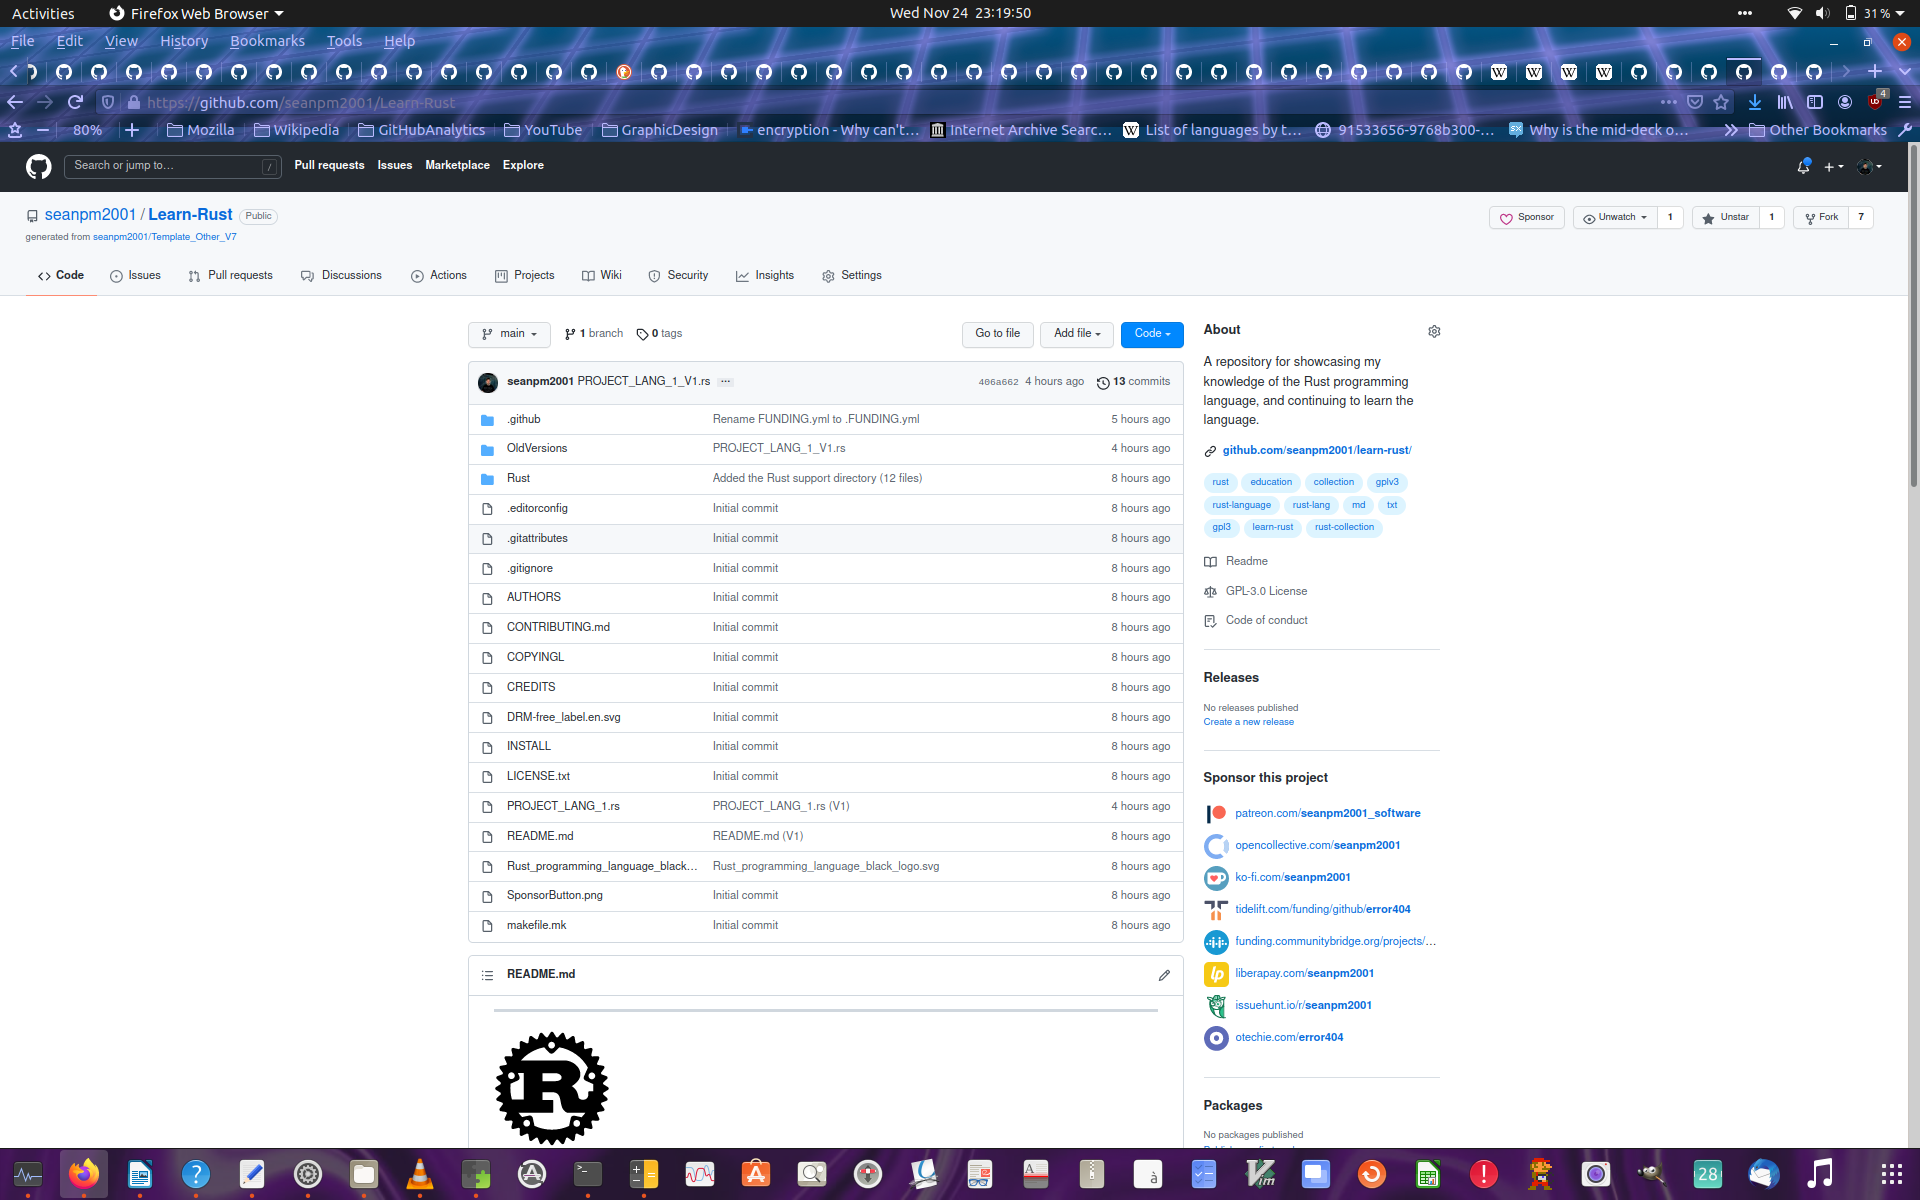 Activities Firefox Web Browser Wed Nov 24 23:19:50 31 %
File Edit View History Bookmarks Tools Help
https://github.com/seanpm2001/Learn-Rust 4
80% Mozilla Wikipedia GitHubAnalytics YouTube GraphicDesign encryption - Why can't... Internet Archive Searc... List of languages by t... 91533656-9768b300-... Why is the mid-deck o... Other Bookmarks
Search or jump to... / Pull requests Issues Marketplace Explore
seanpm2001 / Learn-Rust Public Sponsor Unwatch 1 Unstar 1 Fork 7
generated from seanpm2001/Template_Other_V7
Code Issues Pull requests Discussions Actions Projects Wiki Security Insights Settings
main 1 branch 0 tags Go to file Add file Code
seanpm2001 PROJECT_LANG_1_V1.rs ... 406a662 4 hours ago 13 commits
.github Rename FUNDING.yml to .FUNDING.yml 5 hours ago
OldVersions PROJECT_LANG_1_V1.rs 4 hours ago
Rust Added the Rust support directory (12 files) 8 hours ago
.editorconfig Initial commit 8 hours ago
.gitattributes Initial commit 8 hours ago
.gitignore Initial commit 8 hours ago
AUTHORS Initial commit 8 hours ago
CONTRIBUTING.md Initial commit 8 hours ago
COPYINGL Initial commit 8 hours ago
CREDITS Initial commit 8 hours ago
DRM-free_label.en.svg Initial commit 8 hours ago
INSTALL Initial commit 8 hours ago
LICENSE.txt Initial commit 8 hours ago
PROJECT_LANG_1.rs PROJECT_LANG_1.rs (V1) 4 hours ago
README.md README.md (V1) 8 hours ago
Rust_programming_language_black... Rust_programming_language_black_logo.svg 8 hours ago
SponsorButton.png Initial commit 8 hours ago
makefile.mk Initial commit 8 hours ago
README.md
R
About
A repository for showcasing my
knowledge of the Rust programming
language, and continuing to learn the
language.
github.com/seanpm2001/learn-rust/
rust education collection gplv3
rust-language rust-lang md txt
gpl3 learn-rust rust-collection
Readme
GPL-3.0 License
Code of conduct
Releases
No releases published
Create a new release
Sponsor this project
patreon.com/seanpm2001_software
opencollective.com/seanpm2001
ko-fi.com/seanpm2001
tidelift.com/funding/github/error404
funding.communitybridge.org/projects/...
liberapay.com/seanpm2001
issuehunt.io/r/seanpm2001
otechie.com/error404
Packages
No packages published
28